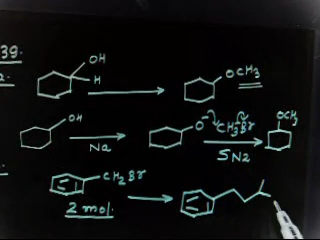 39.
OH
H
OCH3
OH
Na
O⁻ CH3Br
SN2
OCH3
CH2Br
2 mol.